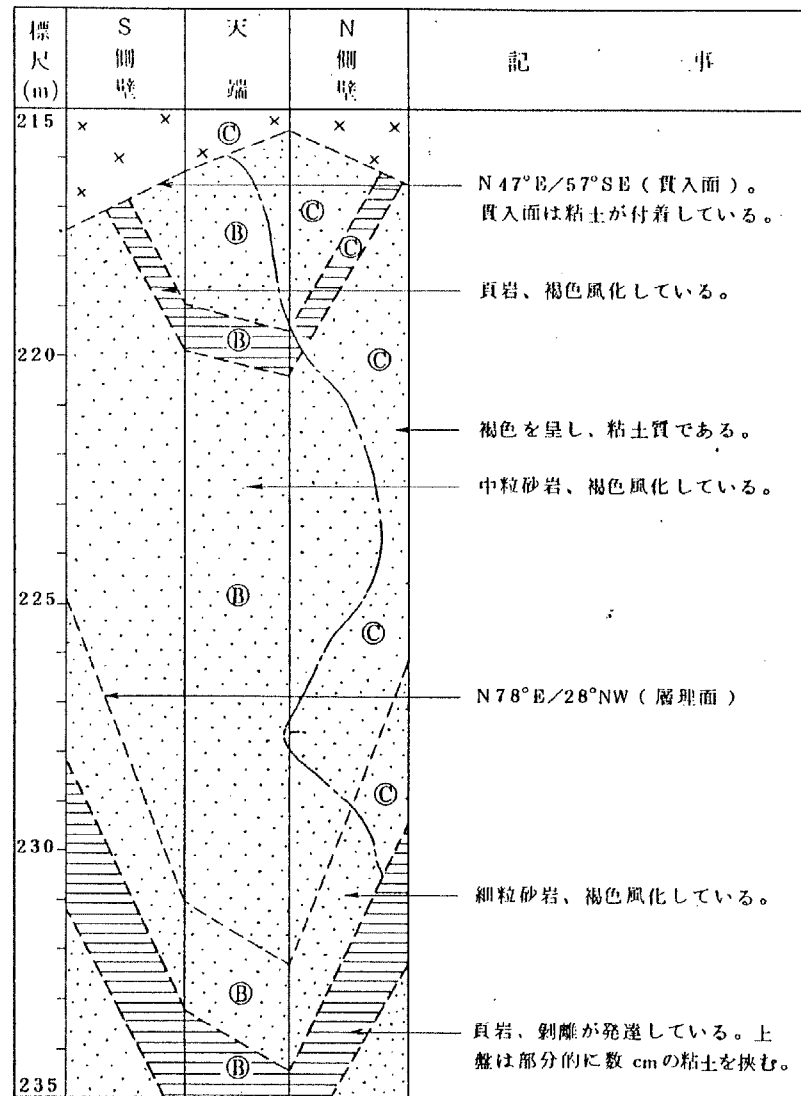 標尺(m)
S側壁
天端
N側壁
記事
215
Ⓒ
N47°E/57°SE(貫入面)。
貫入面は粘土が付着している。
Ⓒ
Ⓑ
Ⓒ
頁岩、褐色風化している。
Ⓑ
220
Ⓒ
褐色を呈し、粘土質である。
中粒砂岩、褐色風化している。
225
Ⓑ
Ⓒ
N78°E/28°NW(層理面)
Ⓒ
230
細粒砂岩、褐色風化している。
Ⓑ
頁岩、剝離が発達している。上
盤は部分的に数cmの粘土を挟む。
Ⓑ
235